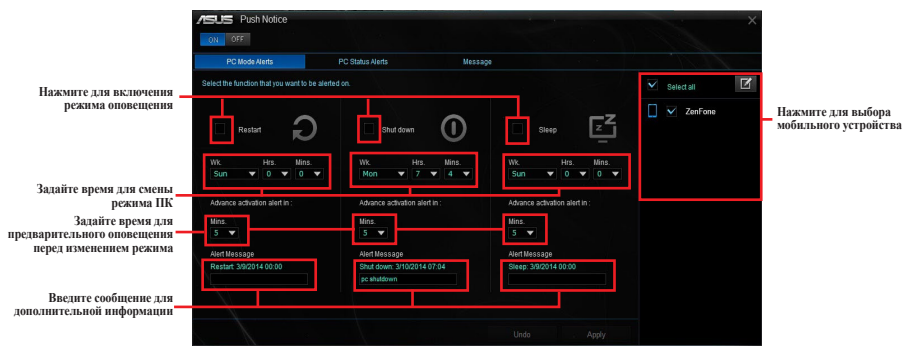 ASUS Push Notice
ON OFF
PC Mode Alerts PC Status Alerts Message
Select the function that you want to be alerted on.
Select all
ZenFone
Нажмите для включения
режима оповещения
Нажмите для выбора
мобильного устройства
Restart Shut down Sleep
Wk. Hrs. Mins. Wk. Hrs. Mins. Wk. Hrs. Mins.
Sun 0 0 Mon 7 4 Sun 0 0
Задайте время для смены
режима ПК
Advance activation alert in : Advance activation alert in : Advance activation alert in :
Задайте время для
предварительного оповещения
перед изменением режима
Mins. Mins. Mins.
5 5 5
Alert Message Alert Message Alert Message
Restart: 3/9/2014 00:00 Shut down: 3/10/2014 07:04 Sleep: 3/9/2014 00:00
pc shutdown
Введите сообщение для
дополнительной информации
Undo Apply